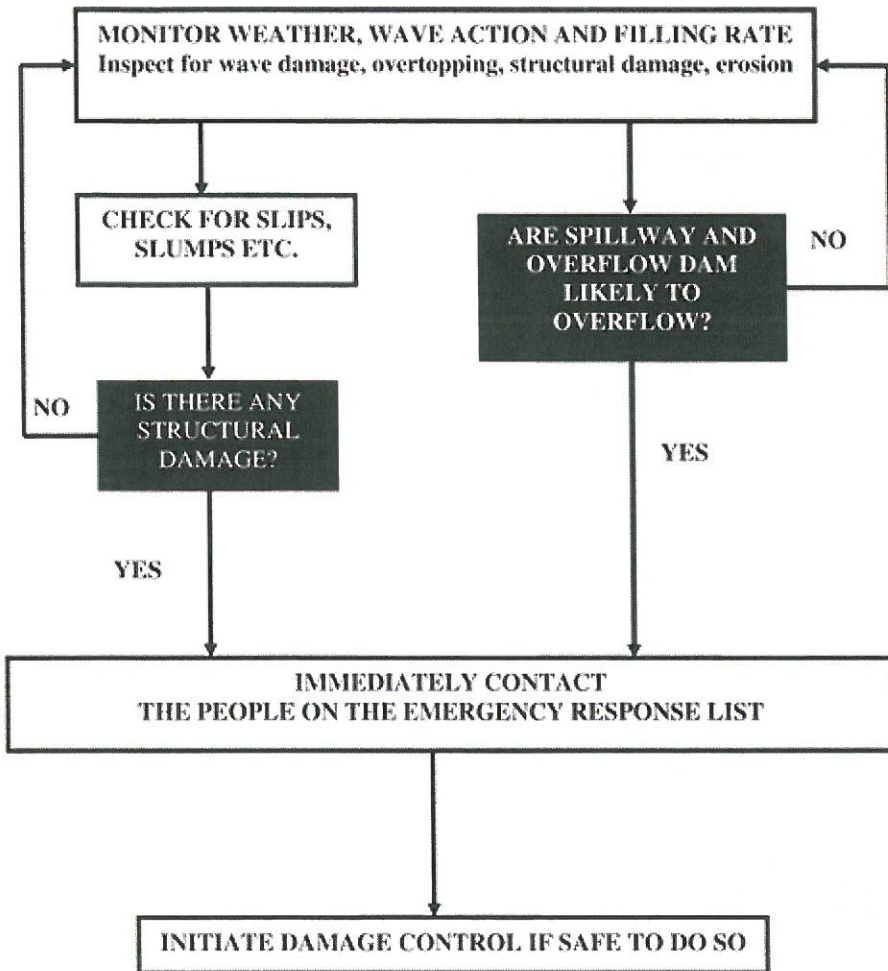 MONITOR WEATHER, WAVE ACTION AND FILLING RATE
Inspect for wave damage, overtopping, structural damage, erosion
CHECK FOR SLIPS,
SLUMPS ETC.
ARE SPILLWAY AND
OVERFLOW DAM
LIKELY TO
OVERFLOW?
NO
IS THERE ANY
STRUCTURAL
DAMAGE?
NO
YES
YES
IMMEDIATELY CONTACT
THE PEOPLE ON THE EMERGENCY RESPONSE LIST
INITIATE DAMAGE CONTROL IF SAFE TO DO SO